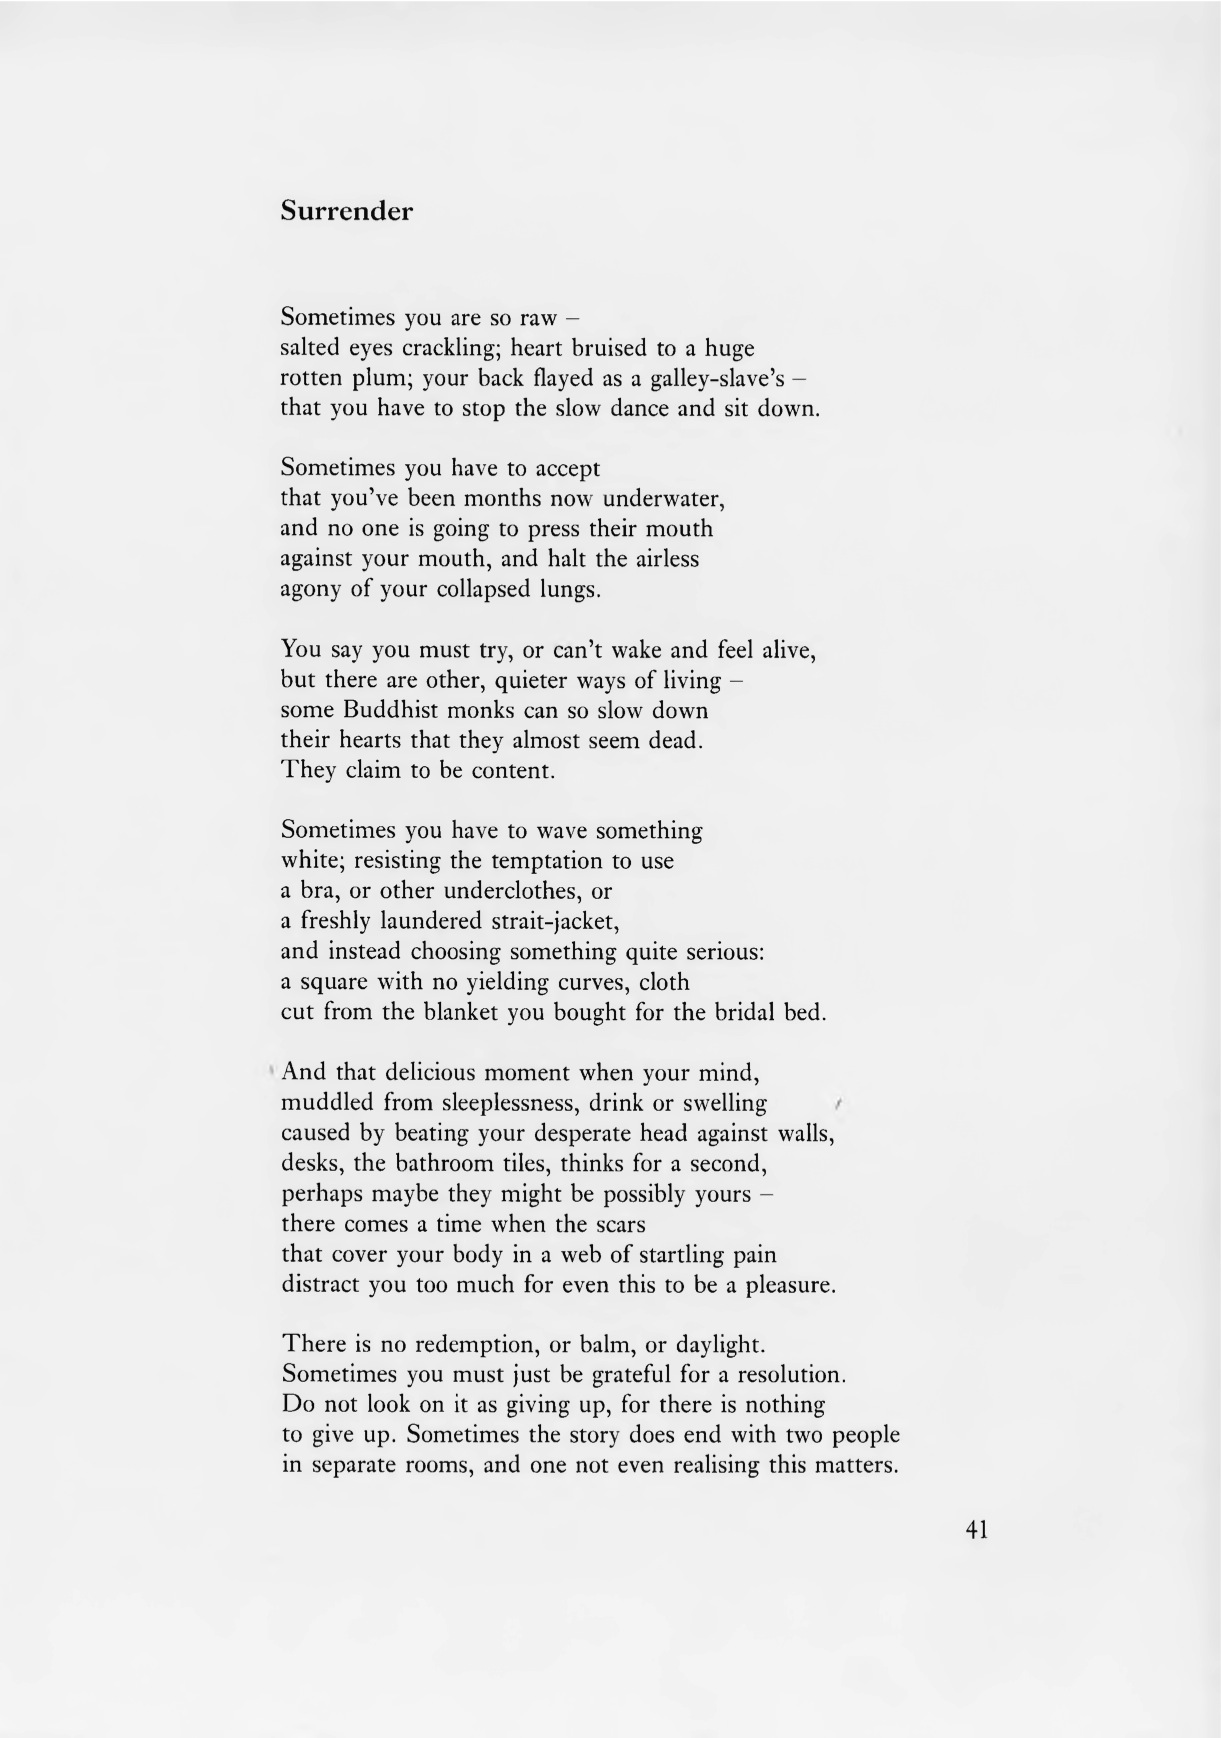 Surrender
Sometimes you are so raw –
salted eyes crackling; heart bruised to a huge
rotten plum; your back flayed as a galley-slave's –
that you have to stop the slow dance and sit down.
Sometimes you have to accept
that you've been months now underwater,
and no one is going to press their mouth
against your mouth, and halt the airless
agony of your collapsed lungs.
You say you must try, or can't wake and feel alive,
but there are other, quieter ways of living –
some Buddhist monks can so slow down
their hearts that they almost seem dead.
They claim to be content.
Sometimes you have to wave something
white; resisting the temptation to use
a bra, or other underclothes, or
a freshly laundered strait-jacket,
and instead choosing something quite serious:
a square with no yielding curves, cloth
cut from the blanket you bought for the bridal bed.
And that delicious moment when your mind,
muddled from sleeplessness, drink or swelling
caused by beating your desperate head against walls,
desks, the bathroom tiles, thinks for a second,
perhaps maybe they might be possibly yours –
there comes a time when the scars
that cover your body in a web of startling pain
distract you too much for even this to be a pleasure.
There is no redemption, or balm, or daylight.
Sometimes you must just be grateful for a resolution.
Do not look on it as giving up, for there is nothing
to give up. Sometimes the story does end with two people
in separate rooms, and one not even realising this matters.
41